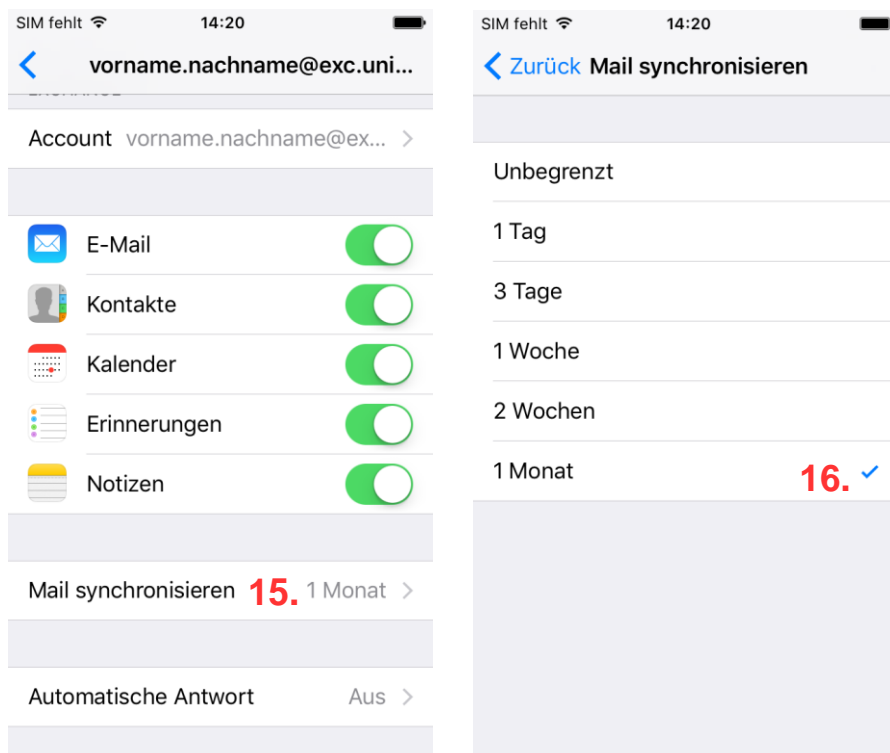 SIM fehlt 14:20
vorname.nachname@exc.uni...
Account vorname.nachname@ex...
E-Mail
Kontakte
Kalender
Erinnerungen
Notizen
Mail synchronisieren 15. 1 Monat
Automatische Antwort Aus
SIM fehlt 14:20
Zurück Mail synchronisieren
Unbegrenzt
1 Tag
3 Tage
1 Woche
2 Wochen
1 Monat 16.